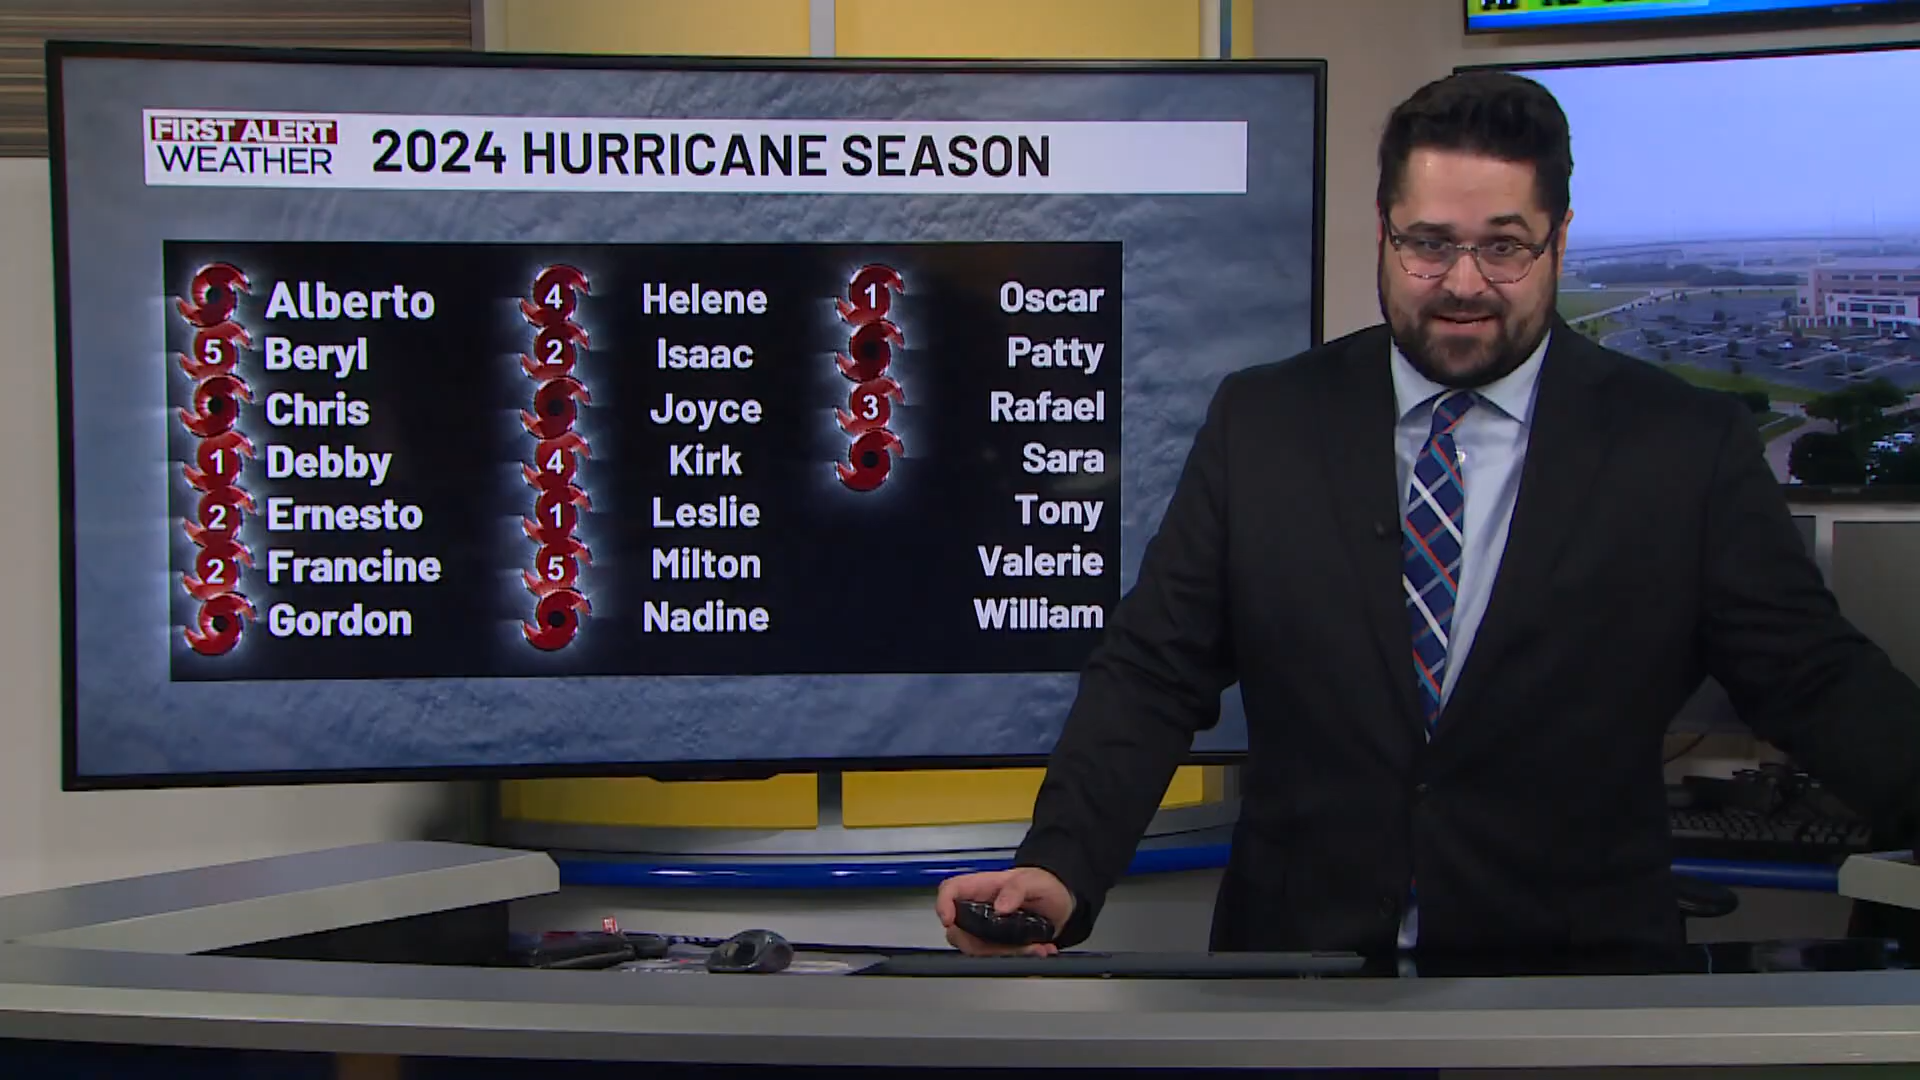 FIRST ALERT
WEATHER
2024 HURRICANE SEASON
Alberto
5 Beryl
Chris
1 Debby
2 Ernesto
2 Francine
Gordon
4 Helene
2 Isaac
Joyce
4 Kirk
1 Leslie
5 Milton
Nadine
1 Oscar
Patty
3 Rafael
Sara
Tony
Valerie
William